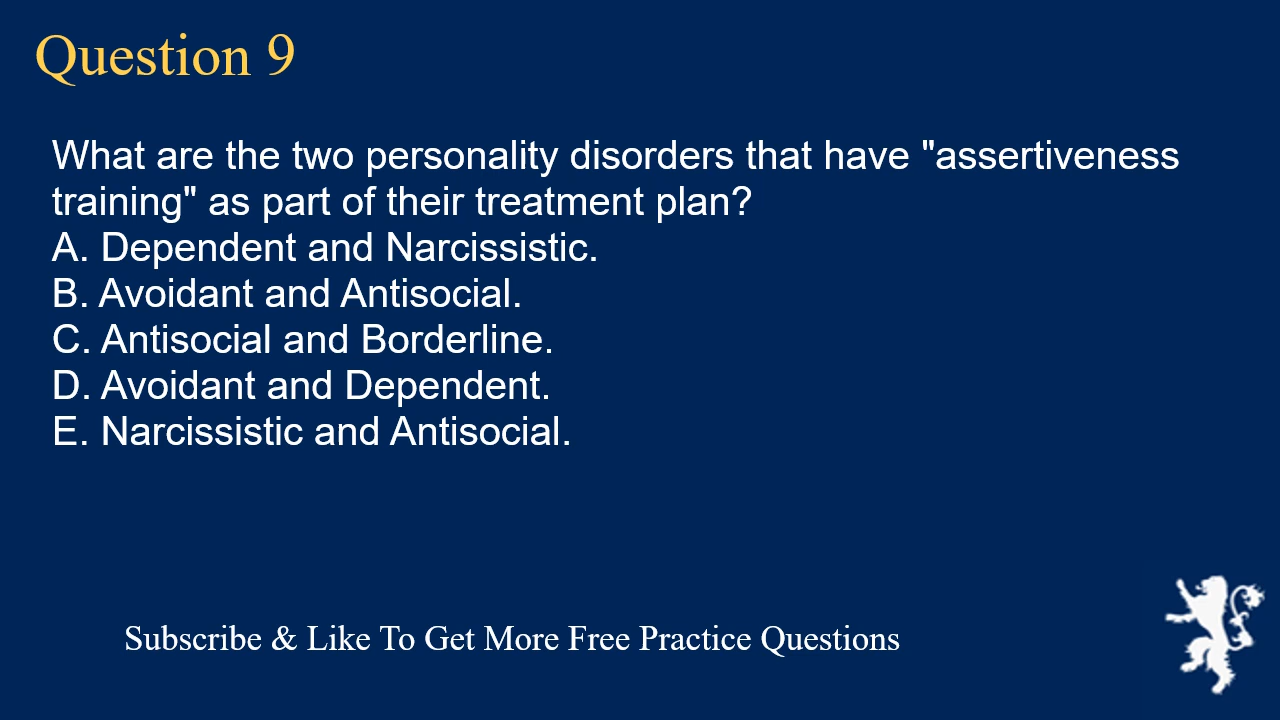 Question 9
What are the two personality disorders that have "assertiveness
training" as part of their treatment plan?
A. Dependent and Narcissistic.
B. Avoidant and Antisocial.
C. Antisocial and Borderline.
D. Avoidant and Dependent.
E. Narcissistic and Antisocial.
Subscribe & Like To Get More Free Practice Questions